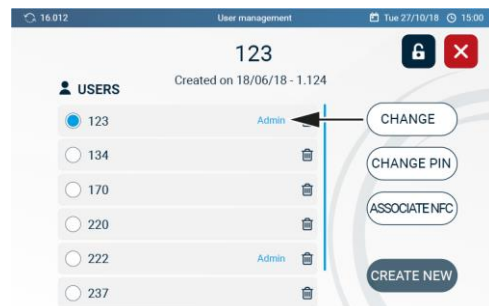 16.012 User management Tue 27/10/18 15:00
123
Created on 18/06/18 - 1.124
USERS
123 Admin
134
170
220
222 Admin
237
CHANGE
CHANGE PIN
ASSOCIATE NFC
CREATE NEW